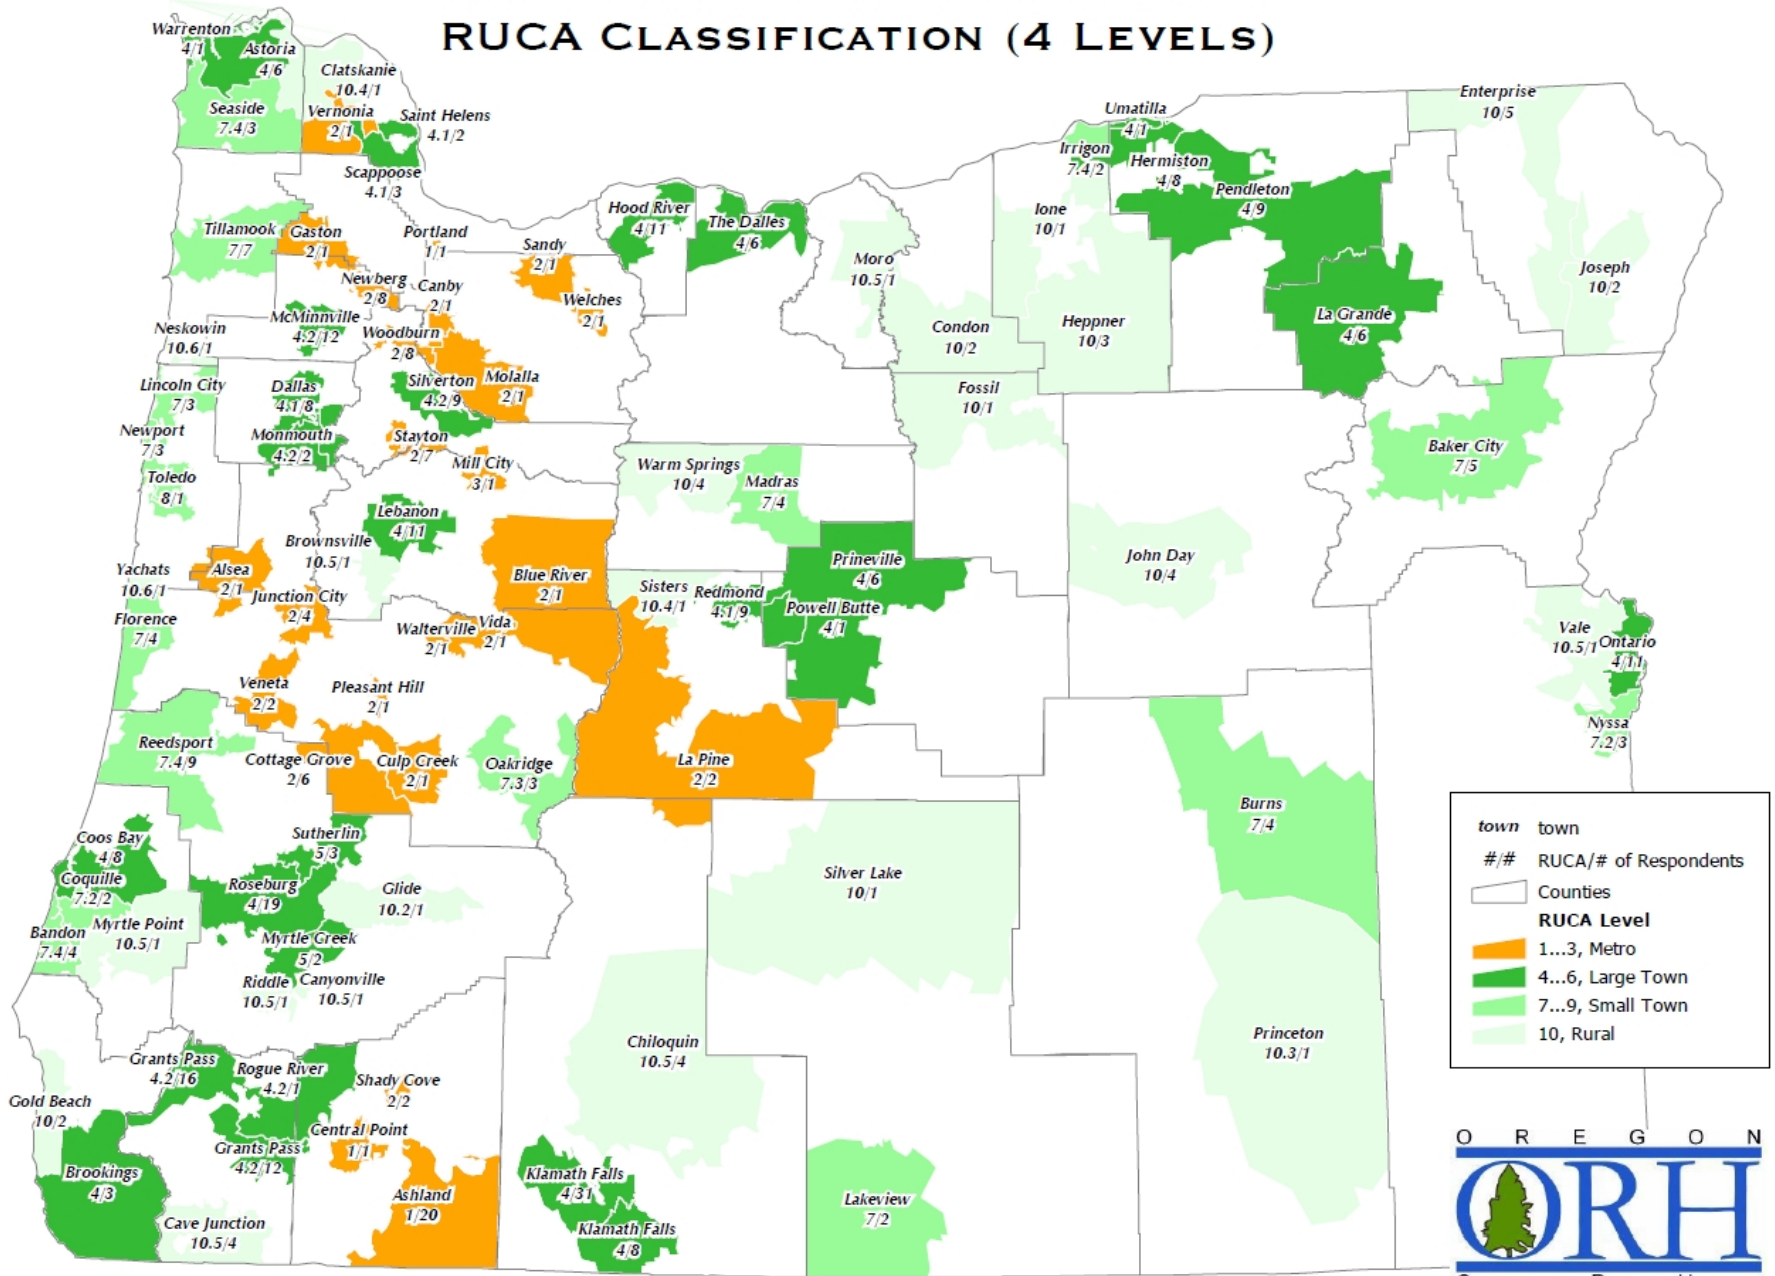 RUCA Classification (4 Levels)
Warrenton
4/1
Astoria
4/6
Clatskanie
10.4/1
Seaside
7.4/3
Vernonia
2/1
Saint Helens
4.1/2
Scappoose
4.1/3
Umatilla
4/1
Enterprise
10/5
Irrigon
7.4/2
Hermiston
4/8
Pendleton
4/9
Hood River
4/11
The Dalles
4/6
Ione
10/1
Tillamook
7/7
Gaston
2/1
Portland
1/1
Sandy
2/1
Moro
10.5/1
Joseph
10/2
Newberg
2/8
Canby
2/1
Welches
2/1
McMinnville
4.2/12
Woodburn
2/8
Neskowin
10.6/1
Condon
10/2
Heppner
10/3
La Grande
4/6
Lincoln City
7/3
Dallas
4.1/8
Silverton
4.2/9
Molalla
2/1
Fossil
10/1
Newport
7/3
Monmouth
4.2/2
Stayton
2/7
Mill City
3/1
Baker City
7/5
Toledo
8/1
Warm Springs
10/4
Madras
7/4
Lebanon
4/11
Brownsville
10.5/1
John Day
10/4
Yachats
10.6/1
Alsea
2/1
Blue River
2/1
Prineville
4/6
Junction City
2/4
Sisters
10.4/1
Redmond
4.1/9
Powell Butte
4/1
Florence
7/4
Walterville
2/1
Vida
2/1
Vale
10.5/1
Ontario
4/11
Veneta
2/2
Pleasant Hill
2/1
Nyssa
7.2/3
Reedsport
7.4/9
Cottage Grove
2/6
Culp Creek
2/1
Oakridge
7.3/3
La Pine
2/2
Burns
7/4
Coos Bay
4/8
Sutherlin
5/3
Coquille
7.2/2
Roseburg
4/19
Glide
10.2/1
Silver Lake
10/1
Bandon
7.4/4
Myrtle Point
10.5/1
Myrtle Creek
5/2
Riddle
10.5/1
Canyonville
10.5/1
Chiloquin
10.5/4
Princeton
10.3/1
Grants Pass
4.2/16
Rogue River
4.2/1
Shady Cove
2/2
Gold Beach
10/2
Central Point
1/1
Grants Pass
4.2/12
Brookings
4/3
Ashland
1/20
Klamath Falls
4/31
Lakeview
7/2
Cave Junction
10.5/4
Klamath Falls
4/8
town town
#/# RUCA/# of Respondents
Counties
RUCA Level
1...3, Metro
4...6, Large Town
7...9, Small Town
10, Rural
OREGON
ORH